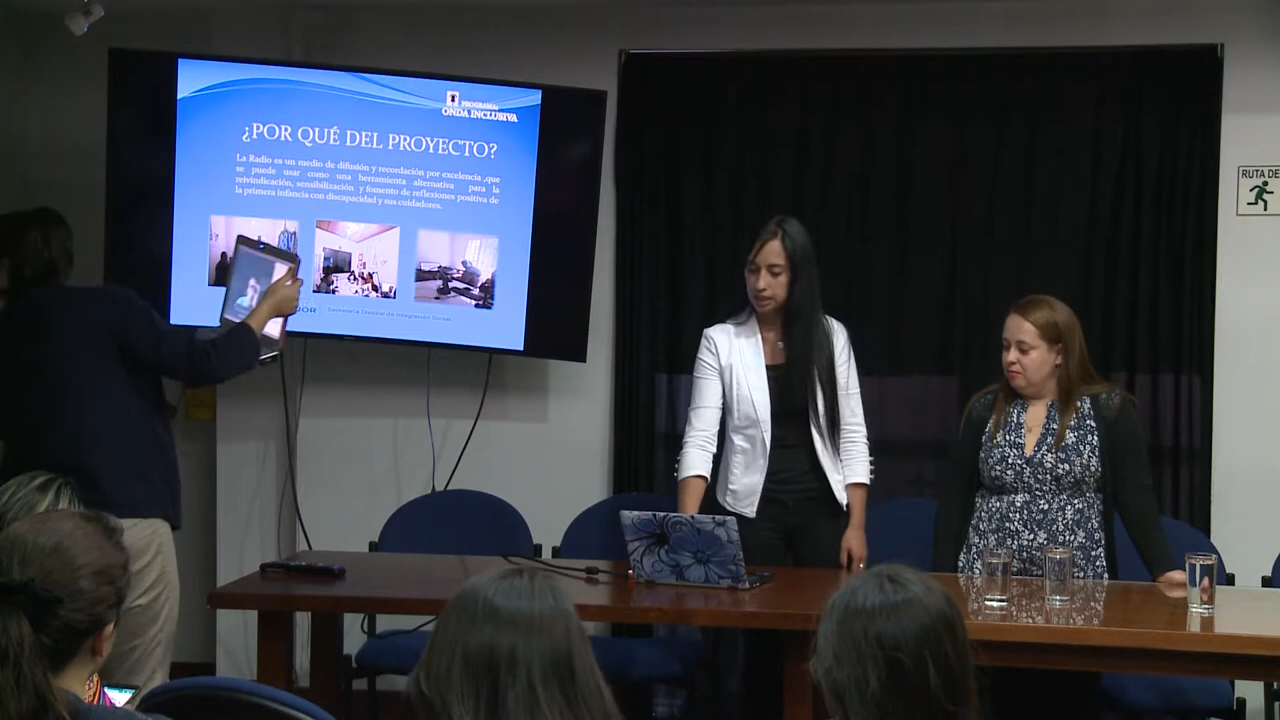 PROGRAMA:
ONDA INCLUSIVA
¿POR QUÉ DEL PROYECTO?
La Radio es un medio de difusión y recordación por excelencia ,que
se puede usar como una herramienta alternativa para la
reivindicación, sensibilización y fomento de reflexiones positiva de
la primera infancia con discapacidad y sus cuidadores.
Secretaría Distrital de Integración Social
RUTA DE